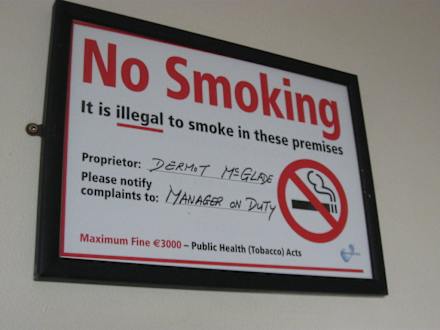 No Smoking
It is illegal to smoke in these premises
Proprietor: DERMOT McGLADE
Please notify
complaints to: MANAGER ON DUTY
Maximum Fine €3000 – Public Health (Tobacco) Acts